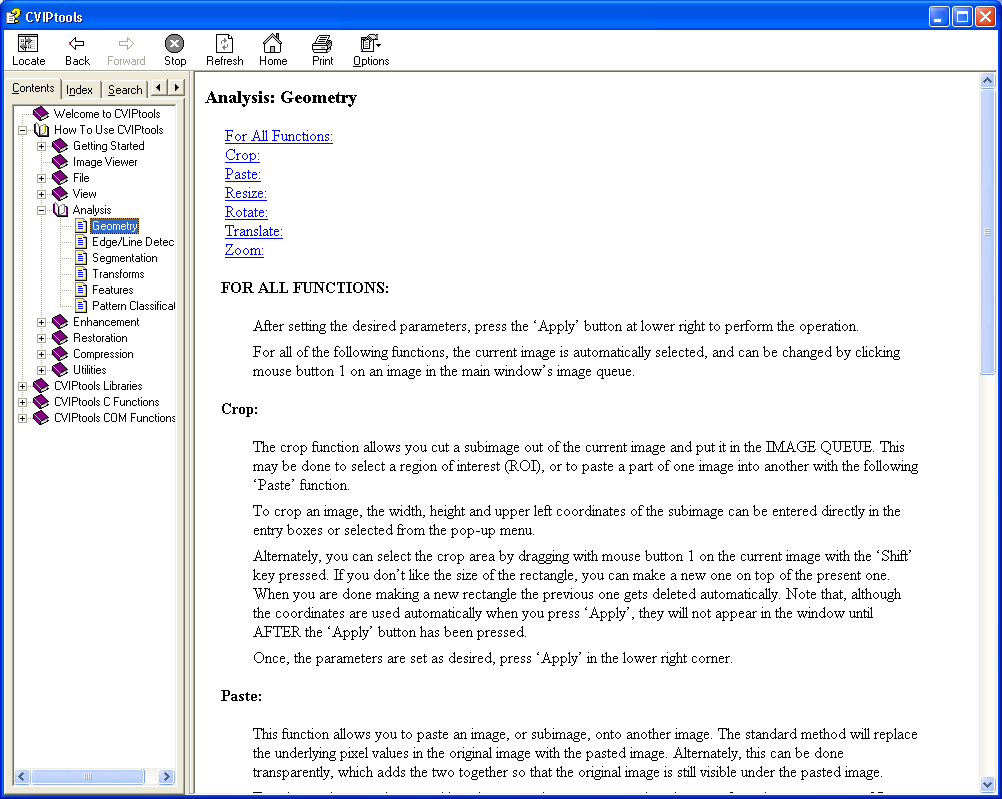 CVIPtools
Locate Back Forward Stop Refresh Home Print Options
Contents Index Search
Welcome to CVIPtools
How To Use CVIPtools
Getting Started
Image Viewer
File
View
Analysis
Geometry
Edge/Line Detec
Segmentation
Transforms
Features
Pattern Classifica
Enhancement
Restoration
Compression
Utilities
CVIPtools Libraries
CVIPtools C Functions
CVIPtools COM Functions
Analysis: Geometry
For All Functions:
Crop:
Paste:
Resize:
Rotate:
Translate:
Zoom:
FOR ALL FUNCTIONS:
After setting the desired parameters, press the ‘Apply’ button at lower right to perform the operation.
For all of the following functions, the current image is automatically selected, and can be changed by clicking
mouse button 1 on an image in the main window’s image queue.
Crop:
The crop function allows you cut a subimage out of the current image and put it in the IMAGE QUEUE. This
may be done to select a region of interest (ROI), or to paste a part of one image into another with the following
‘Paste’ function.
To crop an image, the width, height and upper left coordinates of the subimage can be entered directly in the
entry boxes or selected from the pop-up menu.
Alternately, you can select the crop area by dragging with mouse button 1 on the current image with the ‘Shift’
key pressed. If you don’t like the size of the rectangle, you can make a new one on top of the present one.
When you are done making a new rectangle the previous one gets deleted automatically. Note that, although
the coordinates are used automatically when you press ‘Apply’, they will not appear in the window until
AFTER the ‘Apply’ button has been pressed.
Once, the parameters are set as desired, press ‘Apply’ in the lower right corner.
Paste:
This function allows you to paste an image, or subimage, onto another image. The standard method will replace
the underlying pixel values in the original image with the pasted image. Alternately, this can be done
transparently, which adds the two together so that the original image is still visible under the pasted image.